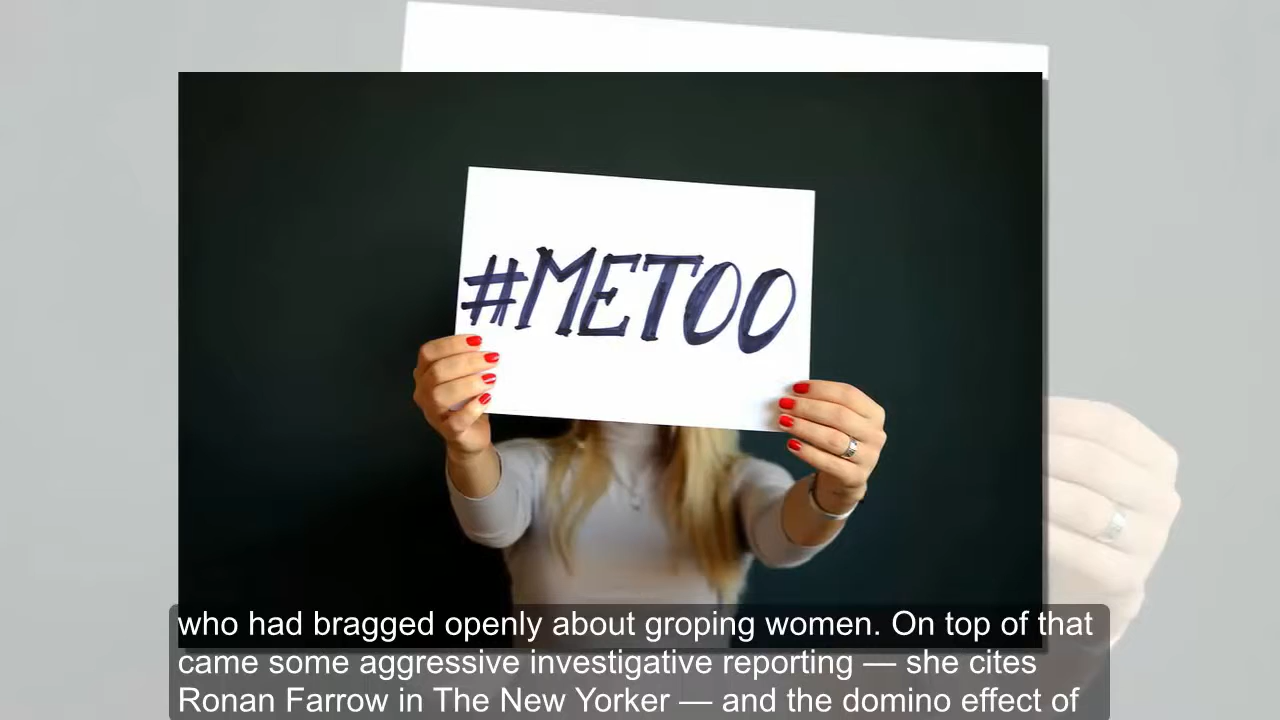 #METOO
who had bragged openly about groping women. On top of that
came some aggressive investigative reporting — she cites
Ronan Farrow in The New Yorker — and the domino effect of